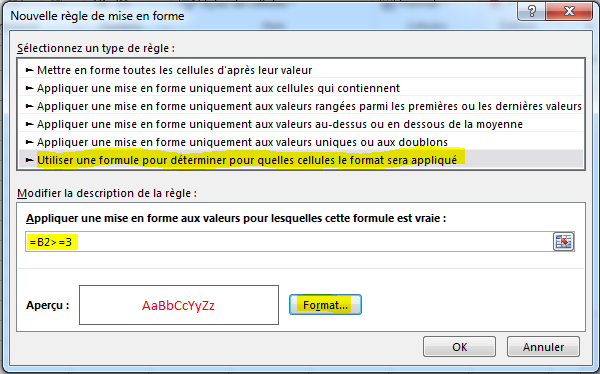 Nouvelle règle de mise en forme
Sélectionnez un type de règle :
► Mettre en forme toutes les cellules d'après leur valeur
► Appliquer une mise en forme uniquement aux cellules qui contiennent
► Appliquer une mise en forme uniquement aux valeurs rangées parmi les premières ou les dernières valeurs
► Appliquer une mise en forme uniquement aux valeurs au-dessus ou en dessous de la moyenne
► Appliquer une mise en forme uniquement aux valeurs uniques ou aux doublons
► Utiliser une formule pour déterminer pour quelles cellules le format sera appliqué
Modifier la description de la règle :
Appliquer une mise en forme aux valeurs pour lesquelles cette formule est vraie :
=B2>=3
Aperçu :
AaBbCcYyZz
Format...
OK
Annuler